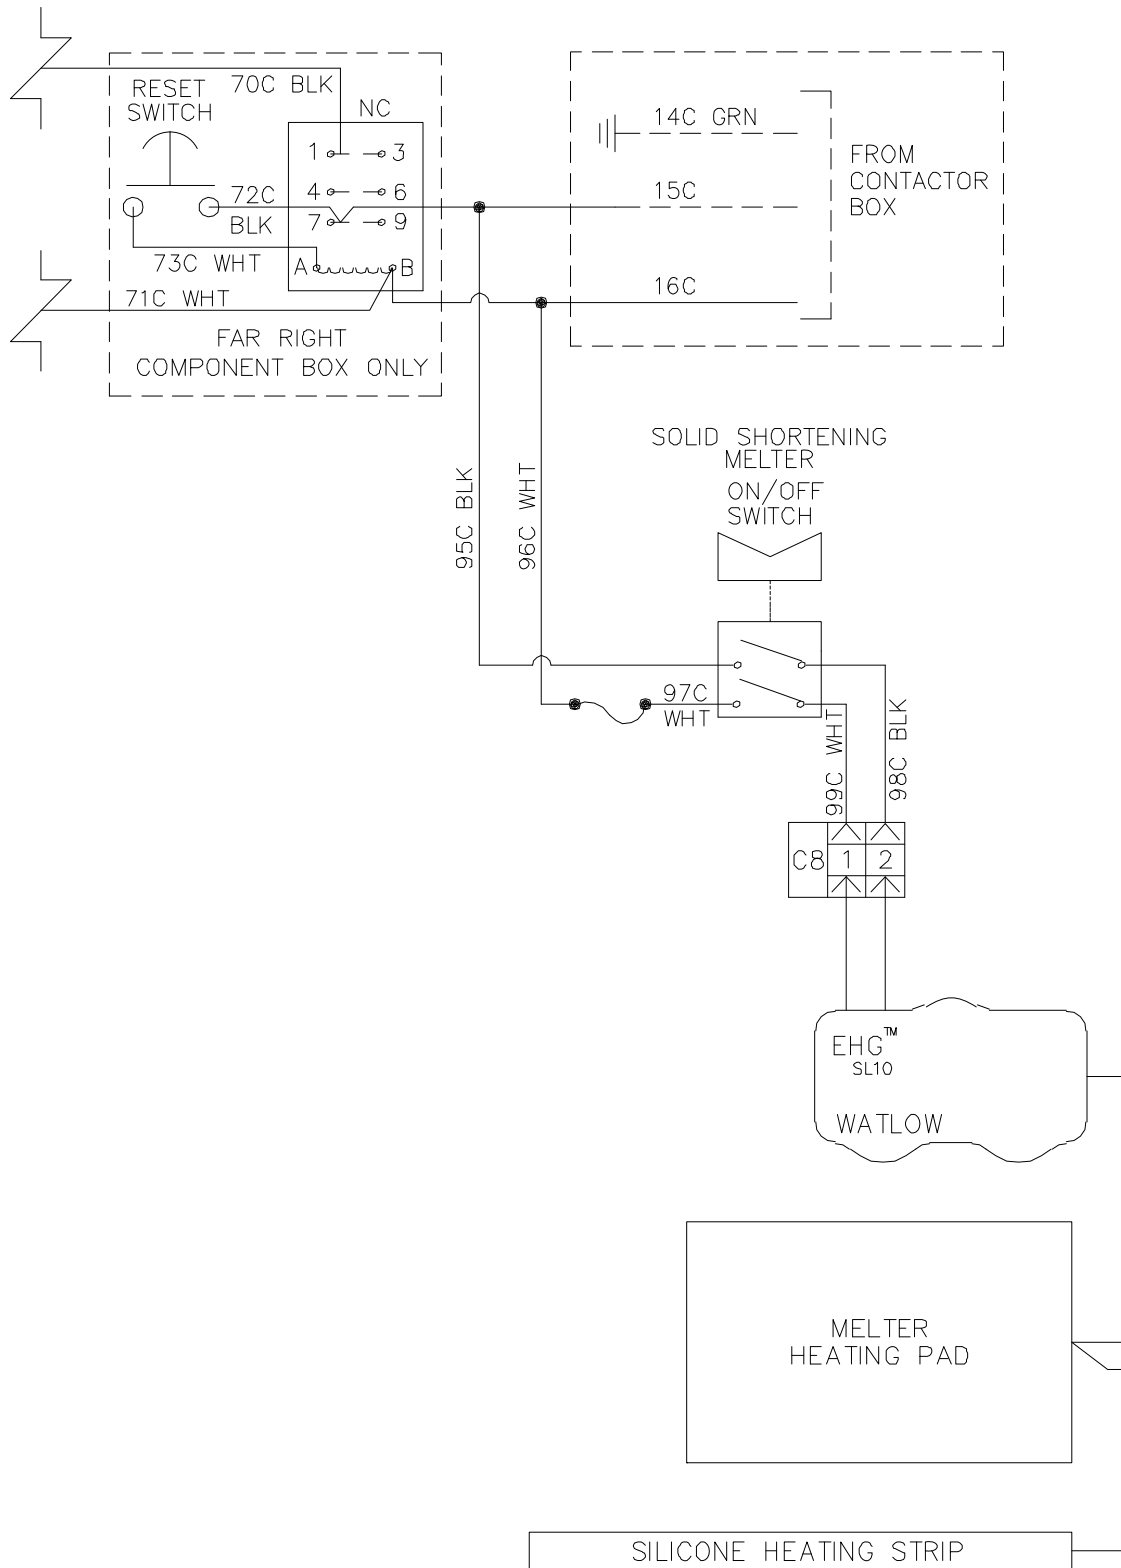 70C BLK
RESET
SWITCH
NC
1 3
4 6
7 9
A B
72C
BLK
73C WHT
71C WHT
FAR RIGHT
COMPONENT BOX ONLY
14C GRN
15C
16C
FROM
CONTACTOR
BOX
SOLID SHORTENING
MELTER
ON/OFF
SWITCH
95C BLK
96C WHT
97C
WHT
99C WHT
98C BLK
C8 1 2
EHG™
SL10
WATLOW
MELTER
HEATING PAD
SILICONE HEATING STRIP